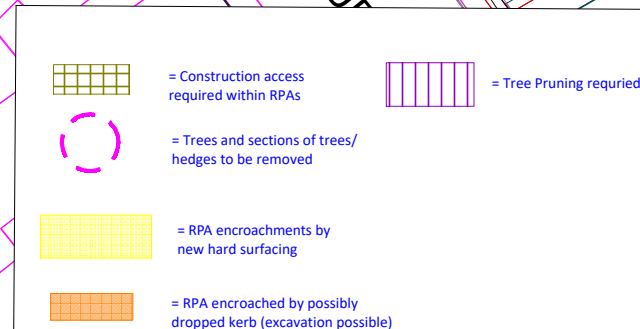 = Construction access
required within RPAs
= Tree Pruning requried
= Trees and sections of trees/
hedges to be removed
= RPA encroachments by
new hard surfacing
= RPA encroached by possibly
dropped kerb (excavation possible)